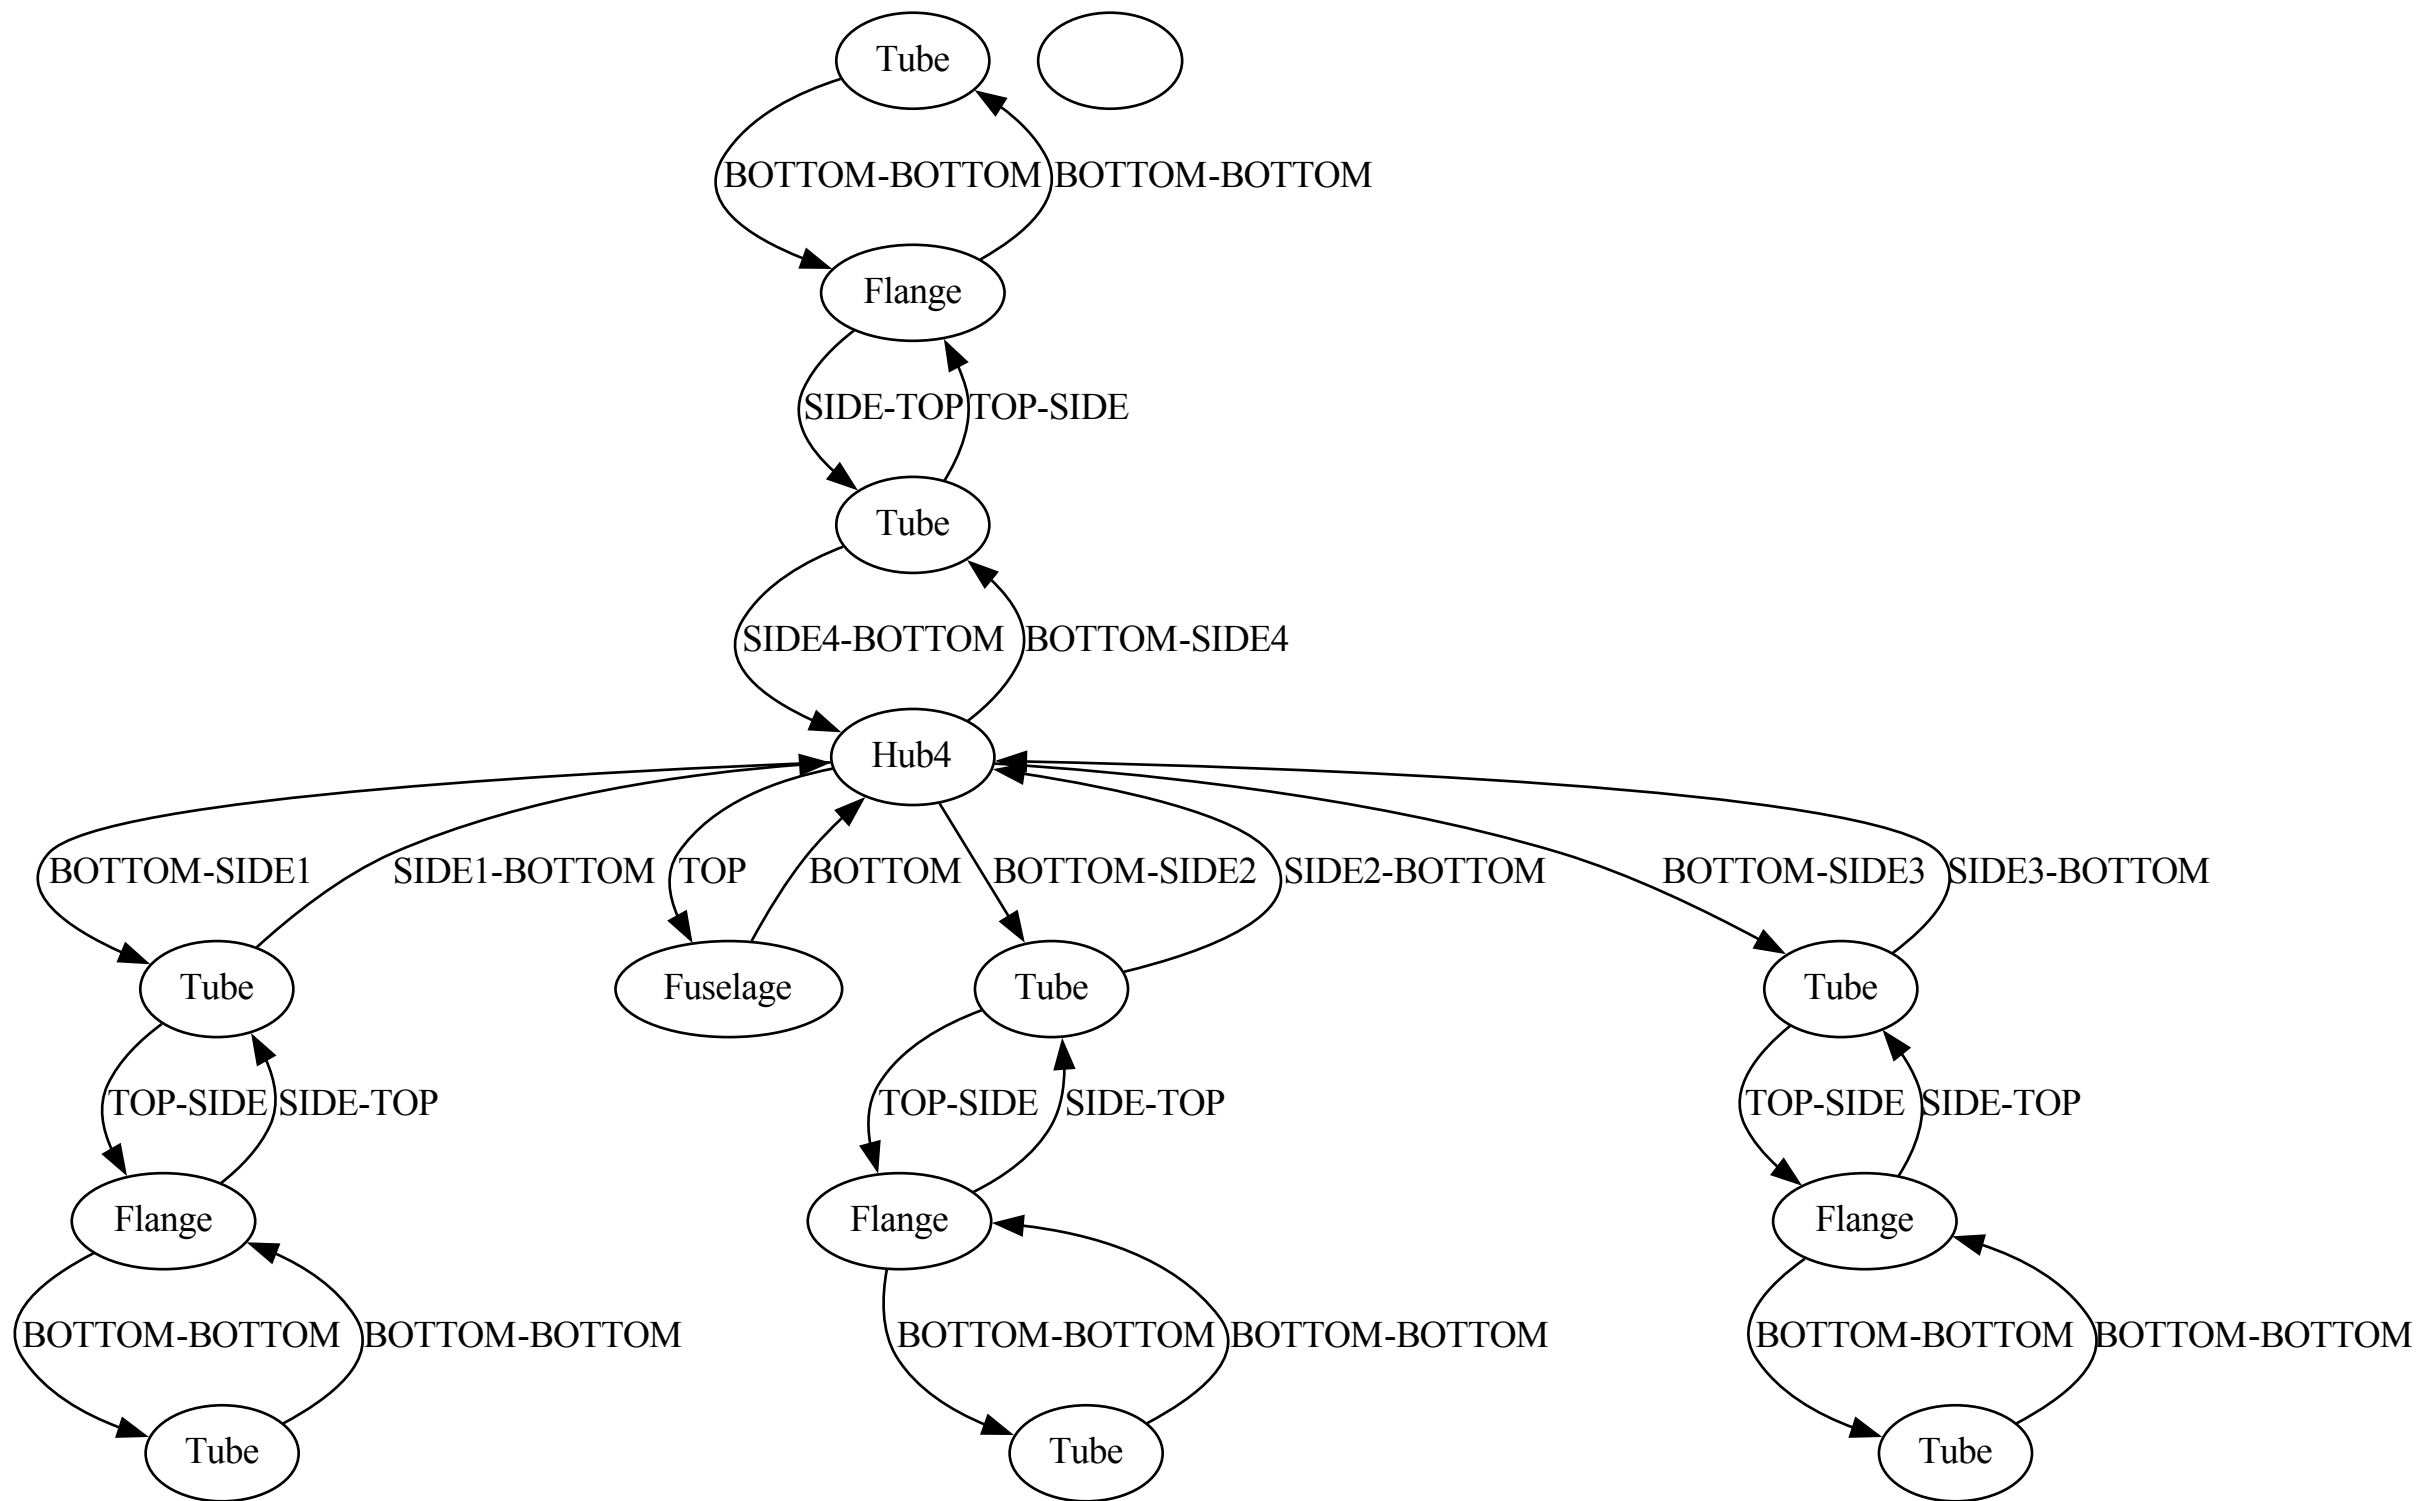 Tube
BOTTOM-BOTTOM BOTTOM-BOTTOM
Flange
SIDE-TOP TOP-SIDE
Tube
SIDE4-BOTTOM BOTTOM-SIDE4
Hub4
BOTTOM-SIDE1 SIDE1-BOTTOM TOP BOTTOM BOTTOM-SIDE2 SIDE2-BOTTOM BOTTOM-SIDE3 SIDE3-BOTTOM
Tube Fuselage Tube Tube
TOP-SIDE SIDE-TOP TOP-SIDE SIDE-TOP TOP-SIDE SIDE-TOP
Flange Flange Flange
BOTTOM-BOTTOM BOTTOM-BOTTOM BOTTOM-BOTTOM BOTTOM-BOTTOM BOTTOM-BOTTOM BOTTOM-BOTTOM
Tube Tube Tube